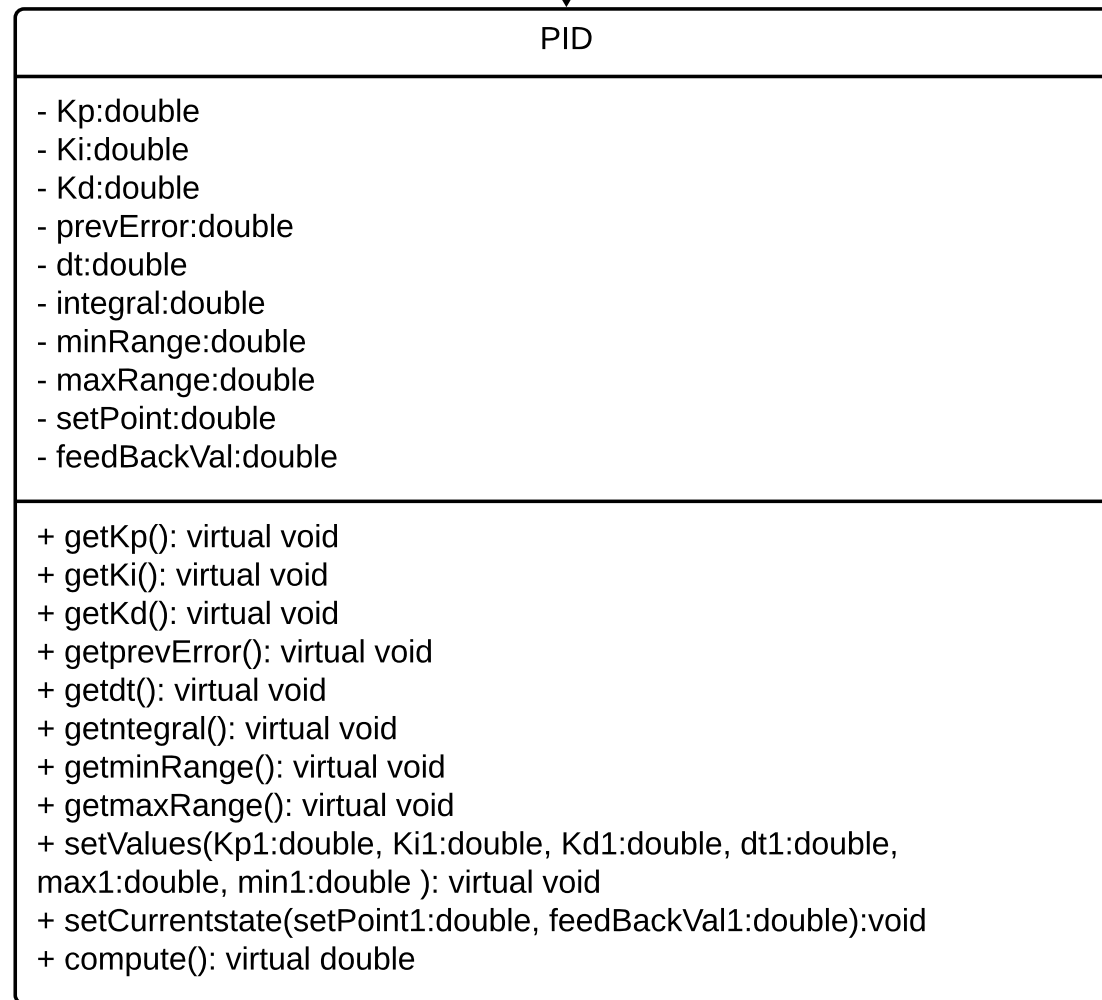 PID
- Kp:double
- Ki:double
- Kd:double
- prevError:double
- dt:double
- integral:double
- minRange:double
- maxRange:double
- setPoint:double
- feedBackVal:double
+ getKp(): virtual void
+ getKi(): virtual void
+ getKd(): virtual void
+ getprevError(): virtual void
+ getdt(): virtual void
+ getntegral(): virtual void
+ getminRange(): virtual void
+ getmaxRange(): virtual void
+ setValues(Kp1:double, Ki1:double, Kd1:double, dt1:double,
max1:double, min1:double ): virtual void
+ setCurrentstate(setPoint1:double, feedBackVal1:double):void
+ compute(): virtual double